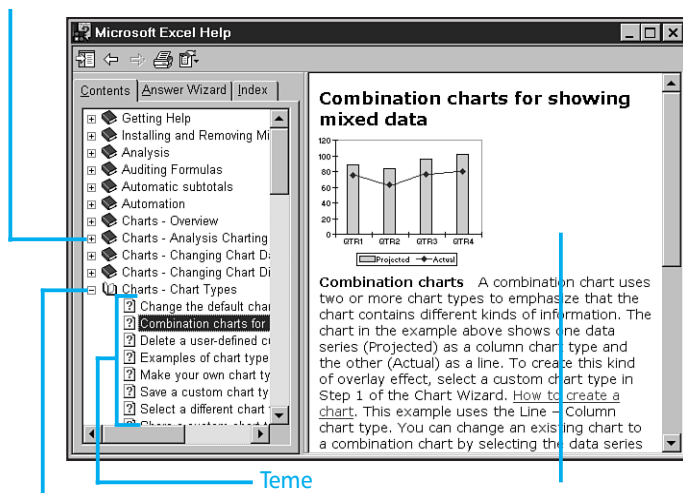 Microsoft Excel Help
Contents Answer Wizard Index
Getting Help
Installing and Removing Mi
Analysis
Auditing Formulas
Automatic subtotals
Automation
Charts - Overview
Charts - Analysis Charting
Charts - Changing Chart D
Charts - Changing Chart Di
Charts - Chart Types
Change the default cha
Combination charts for
Delete a user-defined c
Examples of chart type
Make your own chart ty
Save a custom chart ty
Select a different chart
Share a custom chart t
Combination charts for showing
mixed data
120
100
80
60
40
20
0
QTR1 QTR2 QTR3 QTR4
Projected Actual
Combination charts A combination chart uses
two or more chart types to emphasize that the
chart contains different kinds of information. The
chart in the example above shows one data
series (Projected) as a column chart type and
the other (Actual) as a line. To create this kind
of overlay effect, select a custom chart type in
Step 1 of the Chart Wizard. How to create a
chart. This example uses the Line – Column
chart type. You can change an existing chart to
a combination chart by selecting the data series
Teme